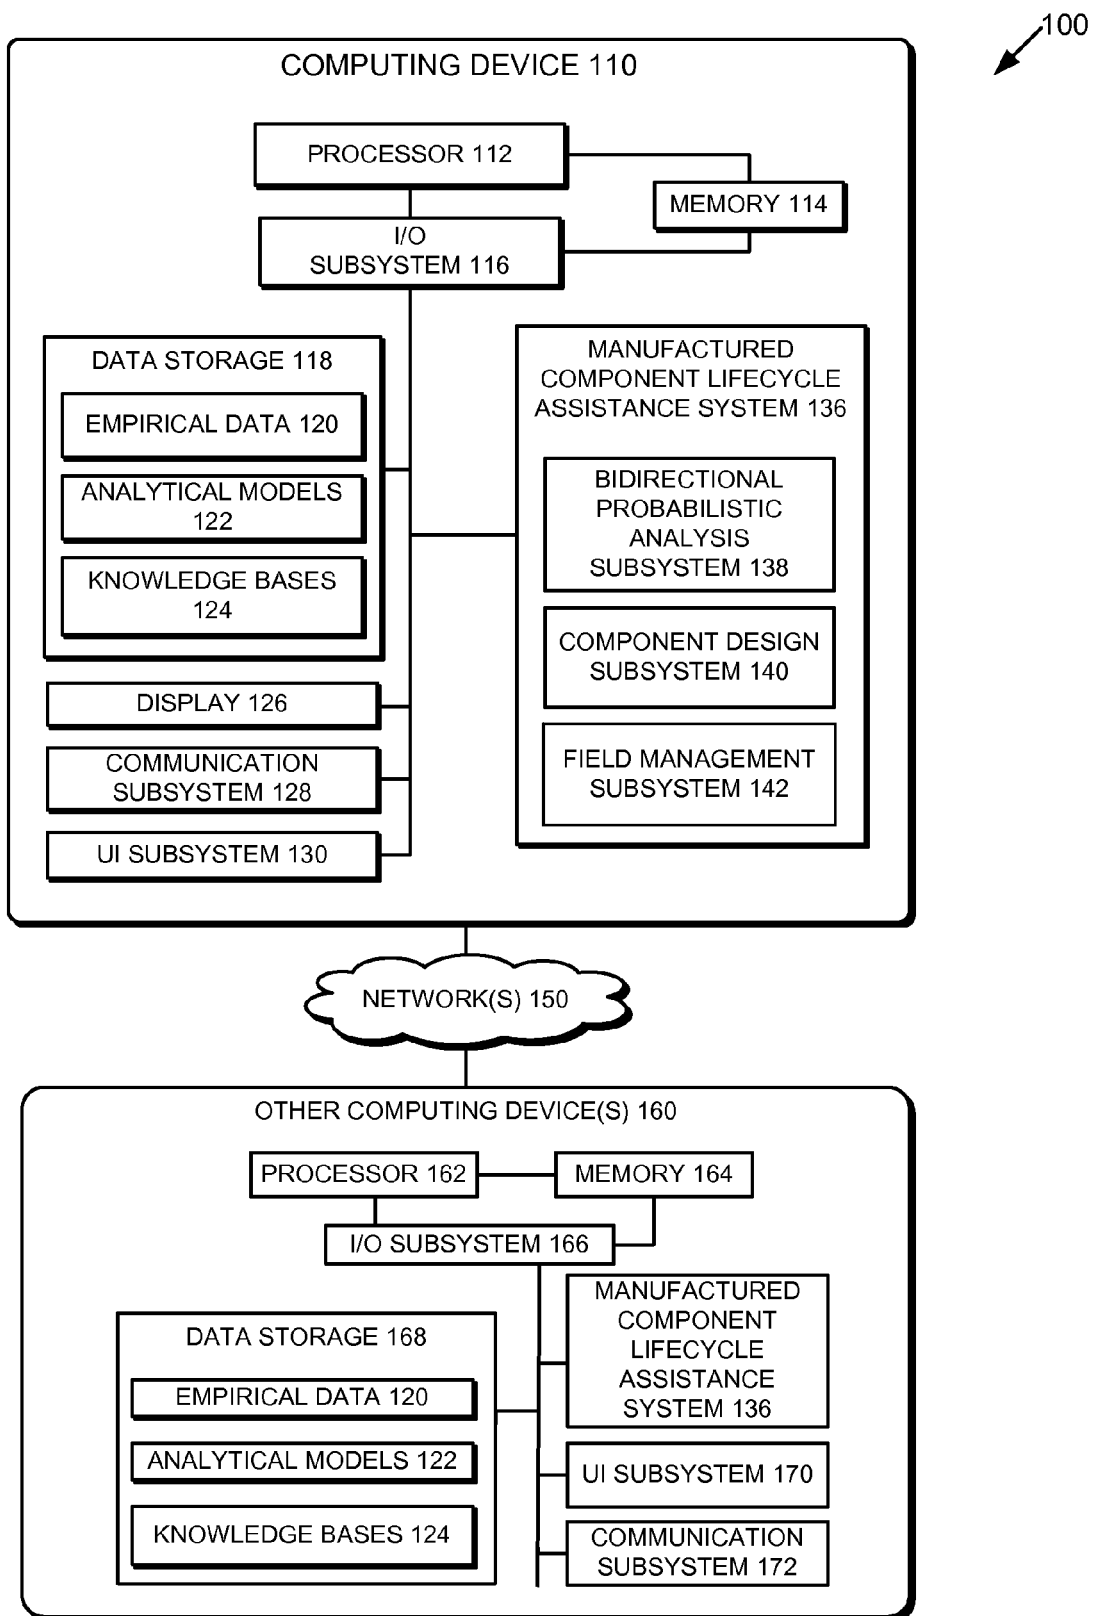 100
COMPUTING DEVICE 110
PROCESSOR 112
MEMORY 114
I/O
SUBSYSTEM 116
DATA STORAGE 118
EMPIRICAL DATA 120
ANALYTICAL MODELS
122
KNOWLEDGE BASES
124
DISPLAY 126
COMMUNICATION
SUBSYSTEM 128
UI SUBSYSTEM 130
MANUFACTURED
COMPONENT LIFECYCLE
ASSISTANCE SYSTEM 136
BIDIRECTIONAL
PROBABILISTIC
ANALYSIS
SUBSYSTEM 138
COMPONENT DESIGN
SUBSYSTEM 140
FIELD MANAGEMENT
SUBSYSTEM 142
NETWORK(S) 150
OTHER COMPUTING DEVICE(S) 160
PROCESSOR 162
MEMORY 164
I/O SUBSYSTEM 166
DATA STORAGE 168
EMPIRICAL DATA 120
ANALYTICAL MODELS 122
KNOWLEDGE BASES 124
MANUFACTURED
COMPONENT
LIFECYCLE
ASSISTANCE
SYSTEM 136
UI SUBSYSTEM 170
COMMUNICATION
SUBSYSTEM 172